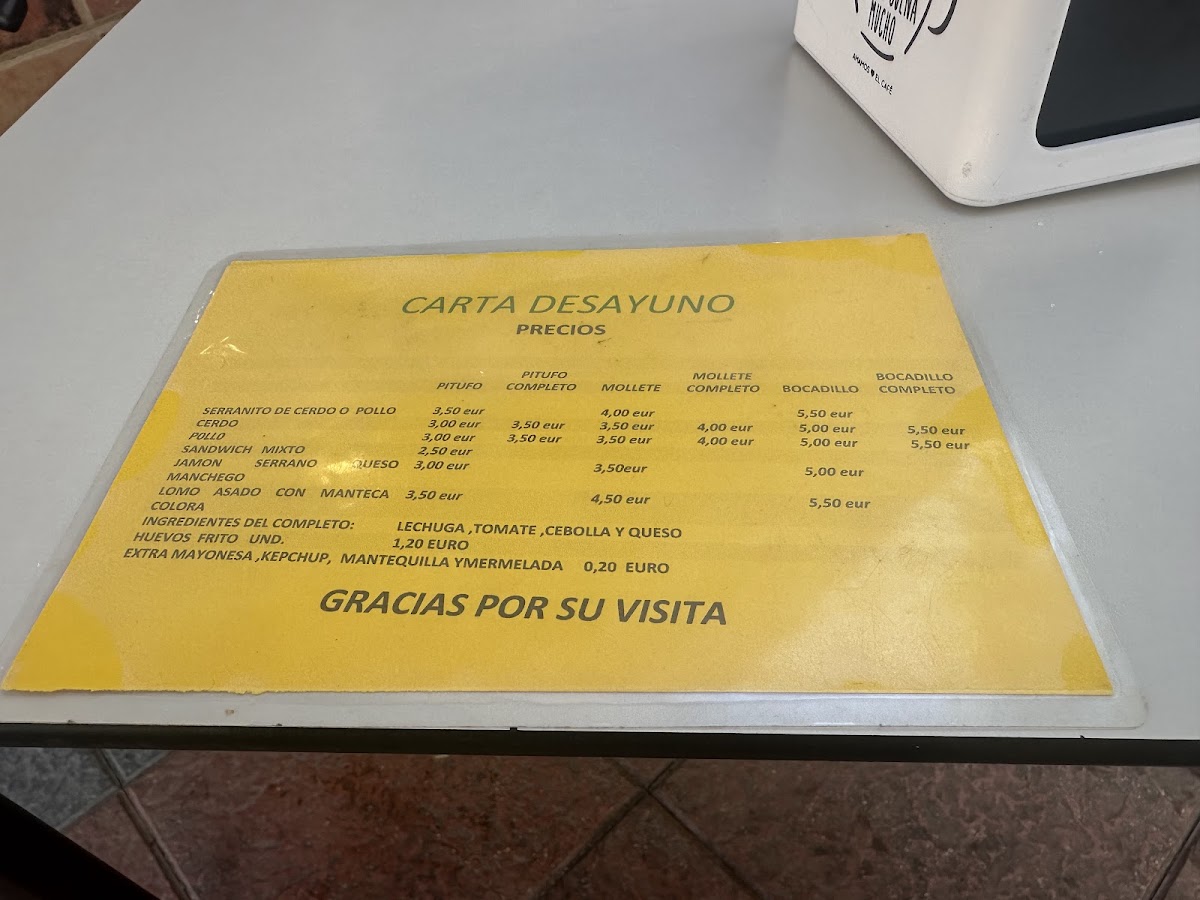 MUCHO
AMAMOS EL CAFÉ
CARTA DESAYUNO
PRECIOS
PITUFO PITUFO COMPLETO MOLLETE MOLLETE COMPLETO BOCADILLO BOCADILLO COMPLETO
SERRANITO DE CERDO O POLLO 3,50 eur 4,00 eur 5,50 eur
CERDO 3,00 eur 3,50 eur 3,50 eur 4,00 eur 5,00 eur 5,50 eur
POLLO 3,00 eur 3,50 eur 3,50 eur 4,00 eur 5,00 eur 5,50 eur
SANDWICH MIXTO 2,50 eur
JAMON SERRANO QUESO 3,00 eur 3,50eur 5,00 eur
MANCHEGO
LOMO ASADO CON MANTECA 3,50 eur 4,50 eur 5,50 eur
COLORA
INGREDIENTES DEL COMPLETO: LECHUGA ,TOMATE ,CEBOLLA Y QUESO
HUEVOS FRITO UND. 1,20 EURO
EXTRA MAYONESA ,KEPCHUP, MANTEQUILLA YMERMELADA 0,20 EURO
GRACIAS POR SU VISITA